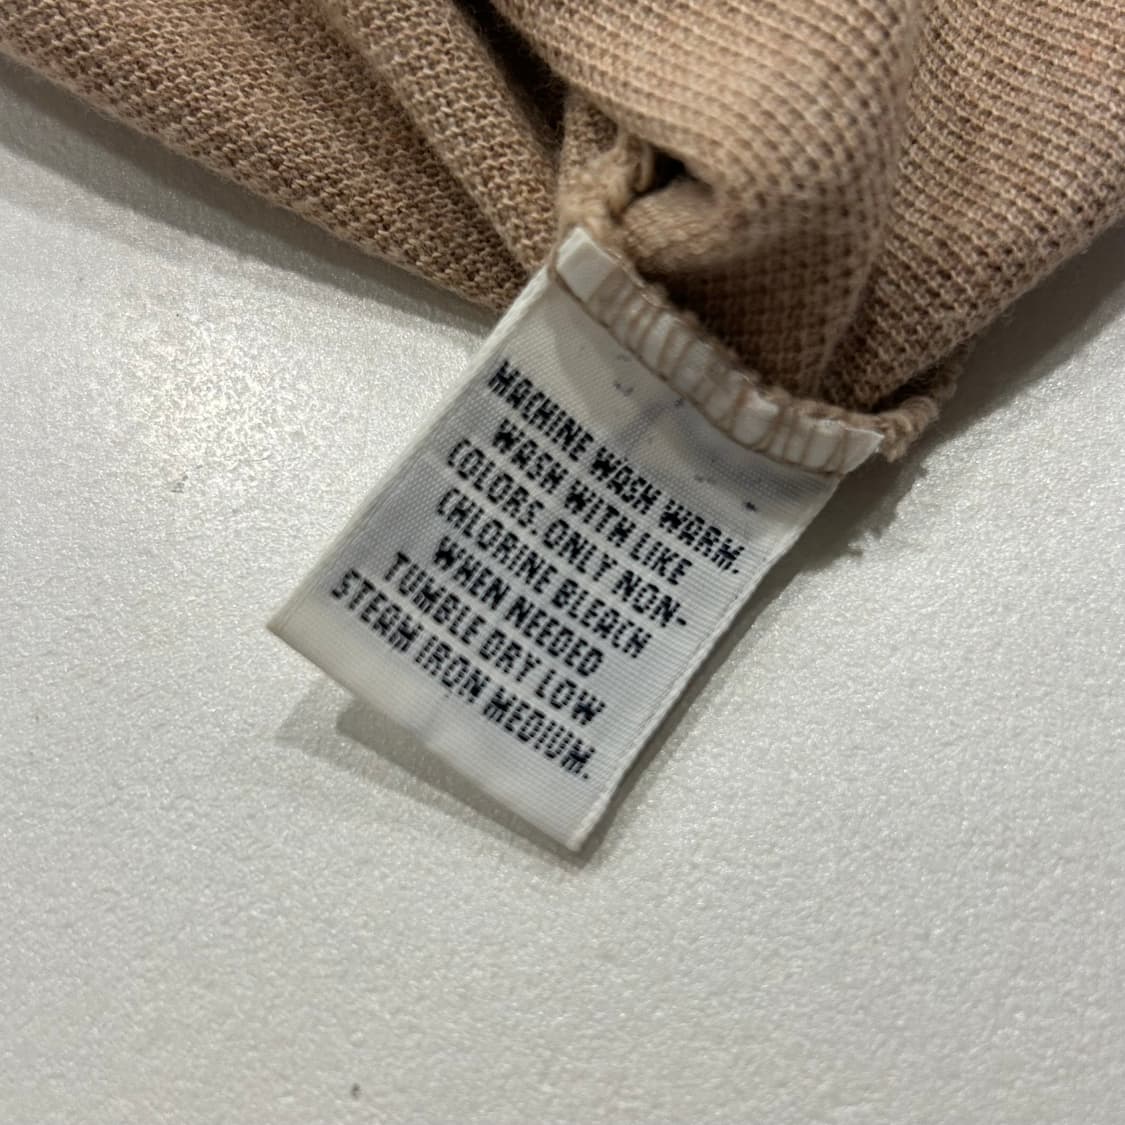 MACHINE WASH WARM.
WASH WITH LIKE
COLORS. ONLY NON-
CHLORINE BLEACH
WHEN NEEDED
TUMBLE DRY LOW
STEAM IRON MEDIUM.